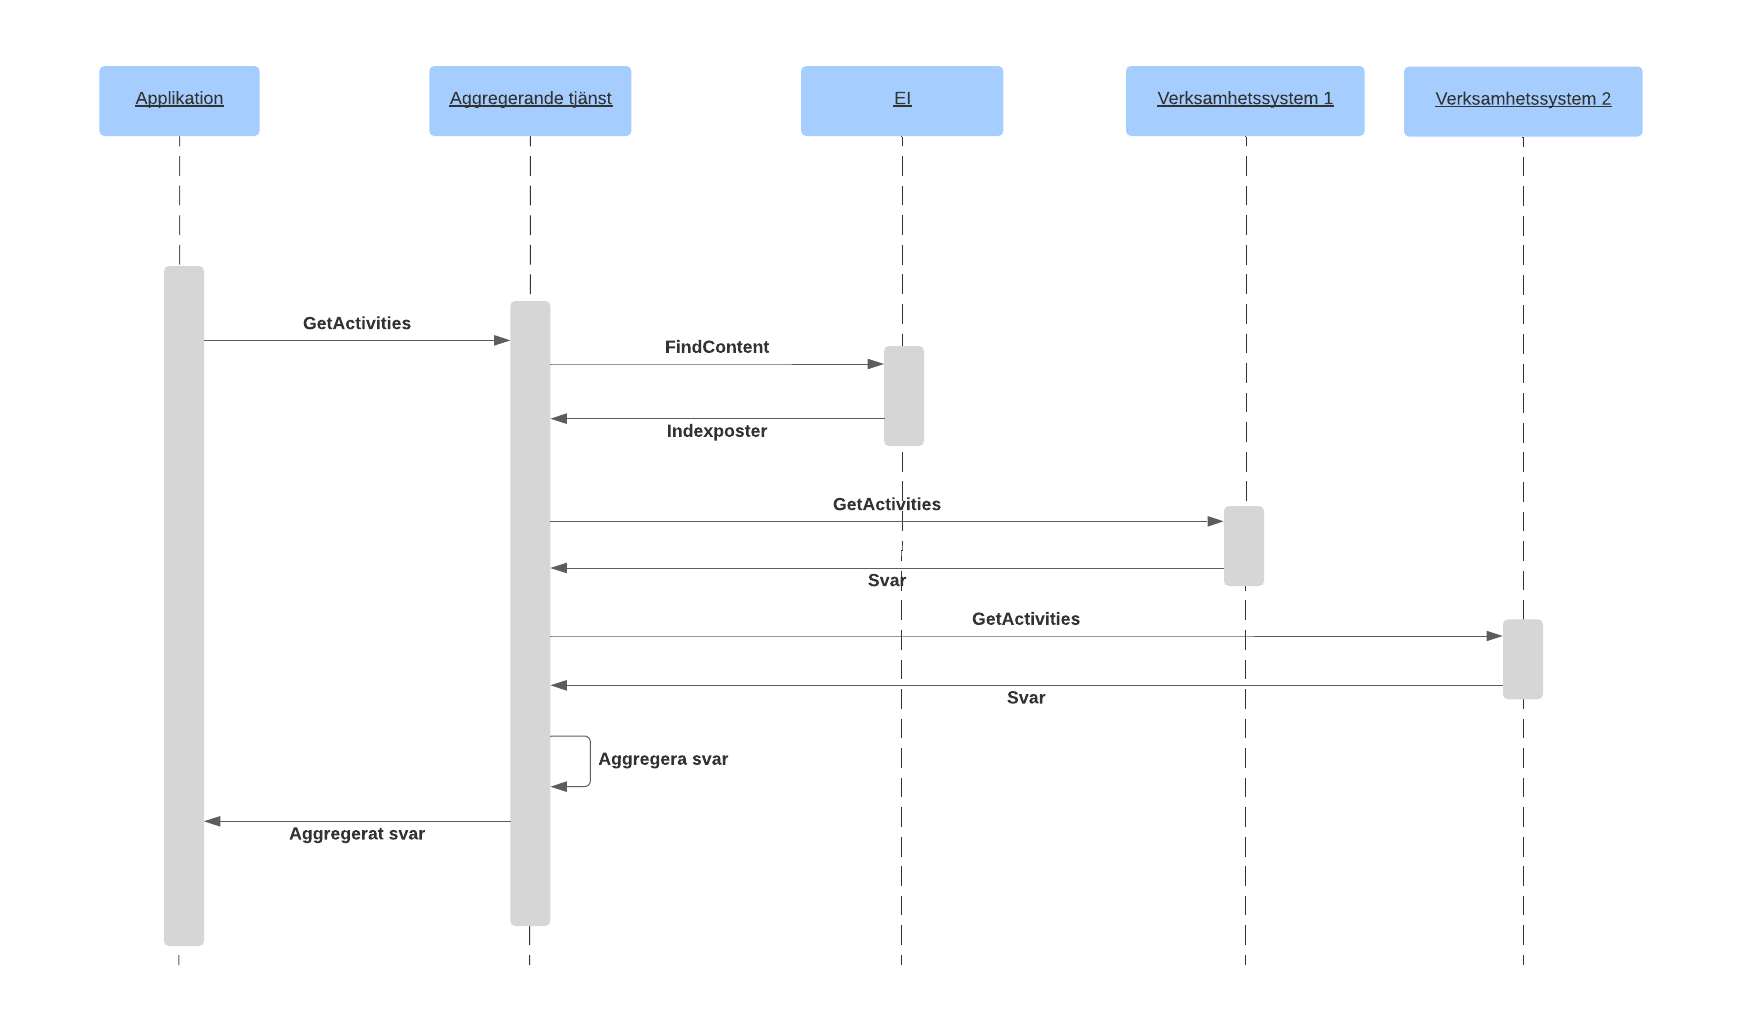 Applikation
Aggregerande tjänst
EI
Verksamhetssystem 1
Verksamhetssystem 2
GetActivities
FindContent
Indexposter
GetActivities
Svar
GetActivities
Svar
Aggregera svar
Aggregerat svar